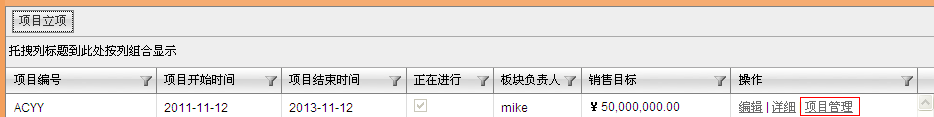 项目立项
托拽列标题到此处按列组合显示
项目编号 项目开始时间 项目结束时间 正在进行 板块负责人 销售目标 操作
ACYY 2011-11-12 2013-11-12 mike ¥ 50,000,000.00 编辑 | 详细 项目管理